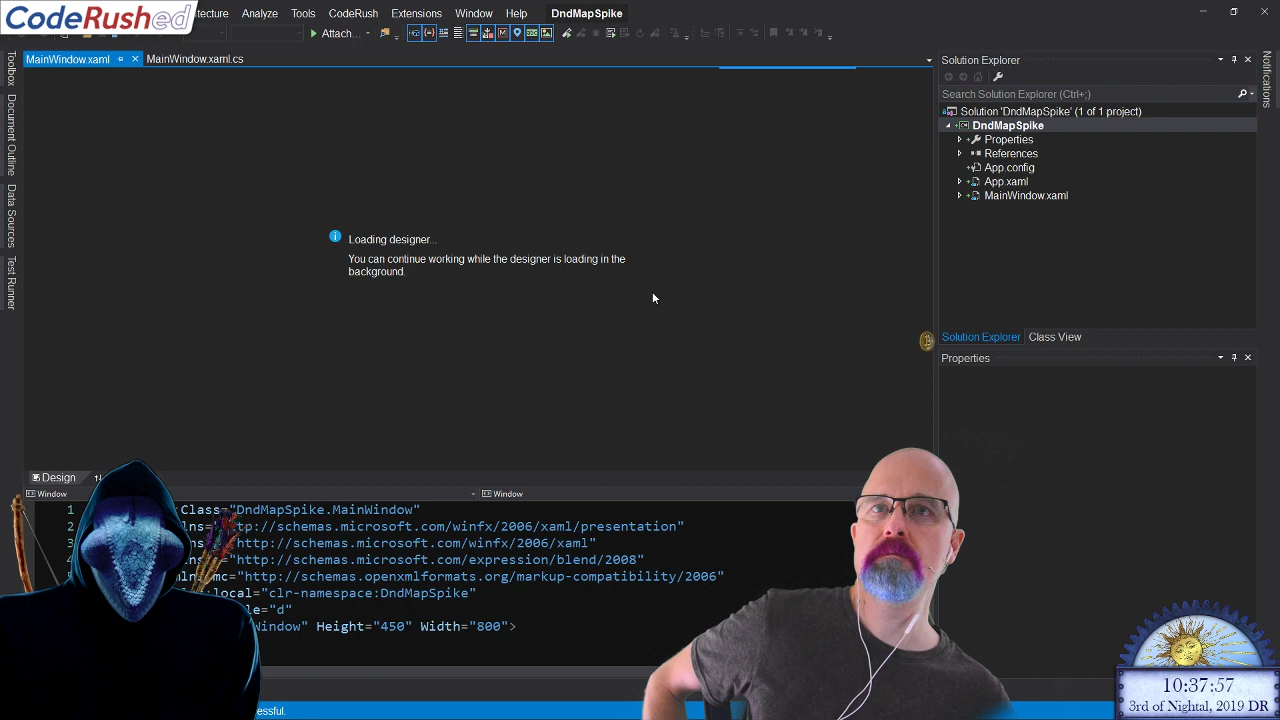 CodeRushed
Analyze Tools CodeRush Extensions Window Help DndMapSpike
Attach...
MainWindow.xaml MainWindow.xaml.cs
Toolbox
Document Outline
Data Sources
Test Runner
Loading designer...
You can continue working while the designer is loading in the
background.
Design
Window Window
1 Class="DndMapSpike.MainWindow"
2 ns="http://schemas.microsoft.com/winfx/2006/xaml/presentation"
3 "http://schemas.microsoft.com/winfx/2006/xaml"
4 "http://schemas.microsoft.com/expression/blend/2008"
mc="http://schemas.openxmlformats.org/markup-compatibility/2006"
local="clr-namespace:DndMapSpike"
le="d"
Window" Height="450" Width="800">
Solution Explorer
Search Solution Explorer (Ctrl+;)
Solution 'DndMapSpike' (1 of 1 project)
DndMapSpike
Properties
References
App.config
App.xaml
MainWindow.xaml
Solution Explorer Class View
Properties
Notifications
10:37:57
3rd of Nightal, 2019 DR